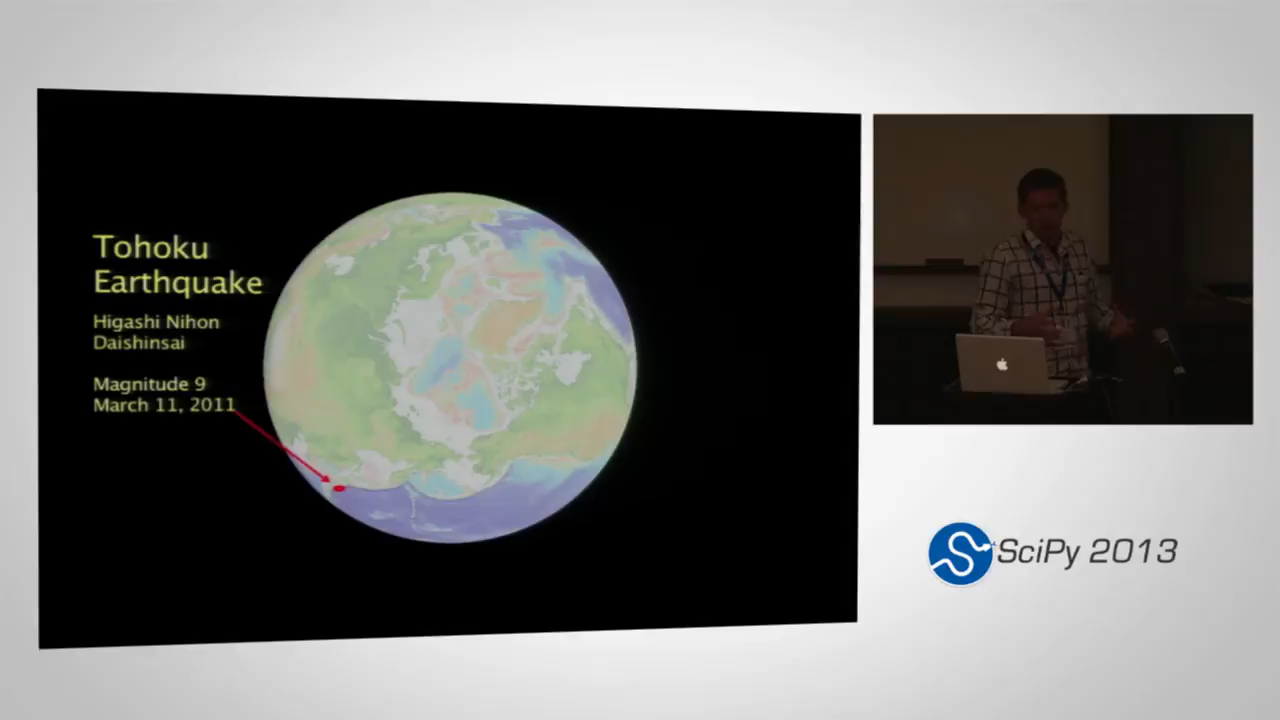 Tohoku
Earthquake
Higashi Nihon
Daishinsai
Magnitude 9
March 11, 2011
SciPy 2013